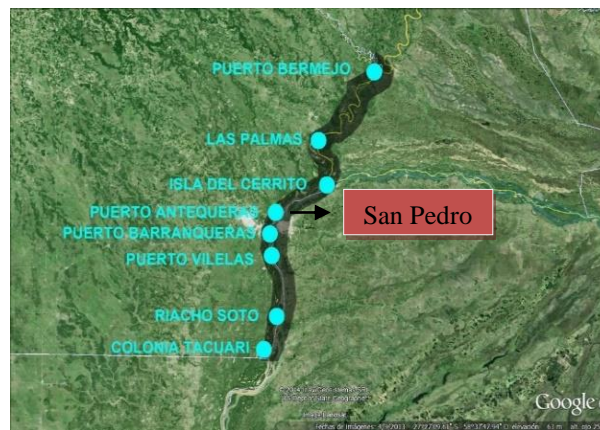 PUERTO BERMEJO
LAS PALMAS
ISLA DEL CERRITO
PUERTO ANTEQUERAS
San Pedro
PUERTO BARRANQUERAS
PUERTO VILELAS
RIACHO SOTO
COLONIA TACUARI
Google